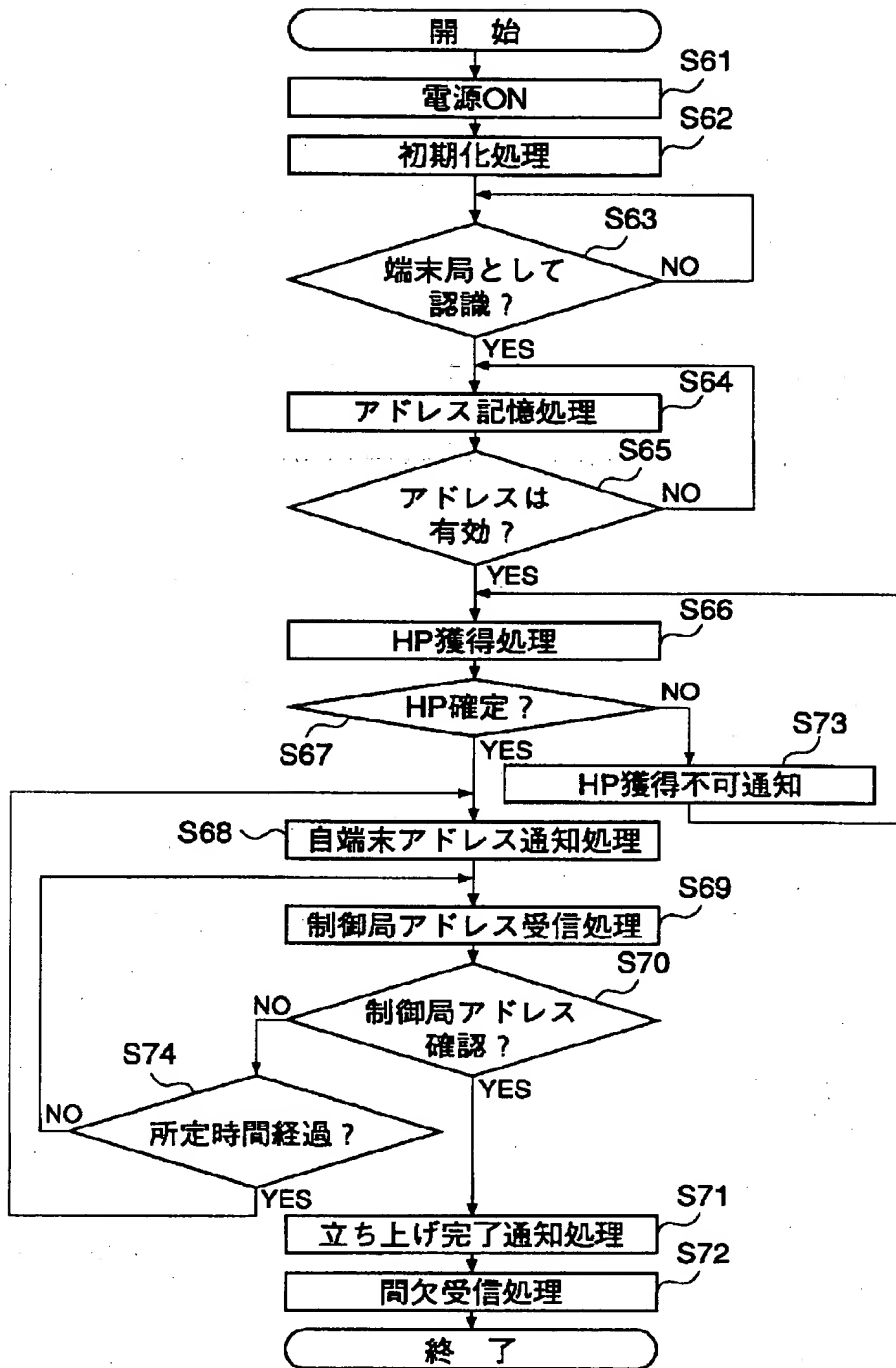 開 始
S61
電源ON
S62
初期化処理
S63
端末局として
認識？
NO
YES
S64
アドレス記憶処理
S65
アドレスは
有効？
NO
YES
S66
HP獲得処理
HP確定？
NO
S67
YES
S73
HP獲得不可通知
S68
自端末アドレス通知処理
S69
制御局アドレス受信処理
S70
制御局アドレス
確認？
NO
YES
S74
所定時間経過？
NO
YES
S71
立ち上げ完了通知処理
S72
間欠受信処理
終 了